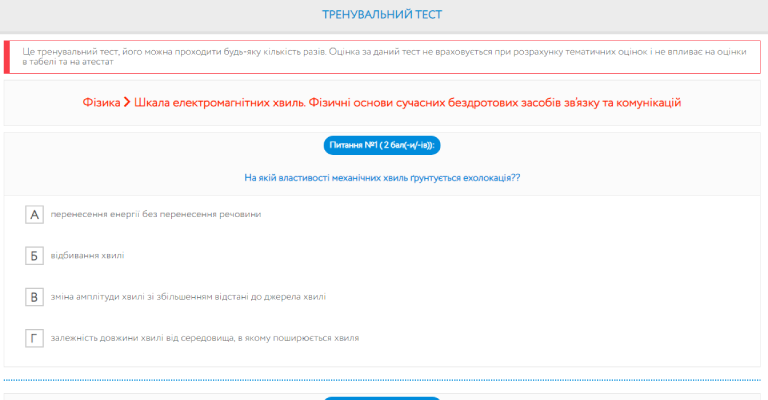 ТРЕНУВАЛЬНИЙ ТЕСТ
Це тренувальний тест, його можна проходити будь-яку кількість разів. Оцінка за даний тест не враховується при розрахунку тематичних оцінок і не впливає на оцінки
в табелі та на атестат
Фізика > Шкала електромагнітних хвиль. Фізичні основи сучасних бездротових засобів зв'язку та комунікацій
Питання №1 ( 2 бал(-и/-ів)):
На якій властивості механічних хвиль ґрунтується ехолокація??
А перенесення енергії без перенесення речовини
Б відбивання хвилі
В зміна амплітуди хвилі зі збільшенням відстані до джерела хвилі
Г залежність довжини хвилі від середовища, в якому поширюється хвиля